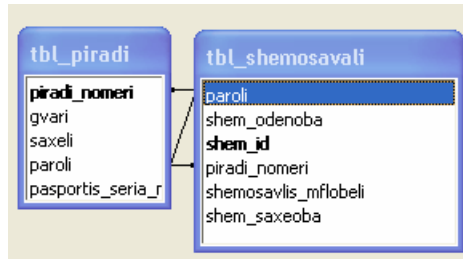 tbl_piradi
piradi_nomeri
gvari
saxeli
paroli
pasportis_seria_r
tbl_shemosavali
paroli
shem_odenoba
shem_id
piradi_nomeri
shemosavlis_mflobeli
shem_saxeoba